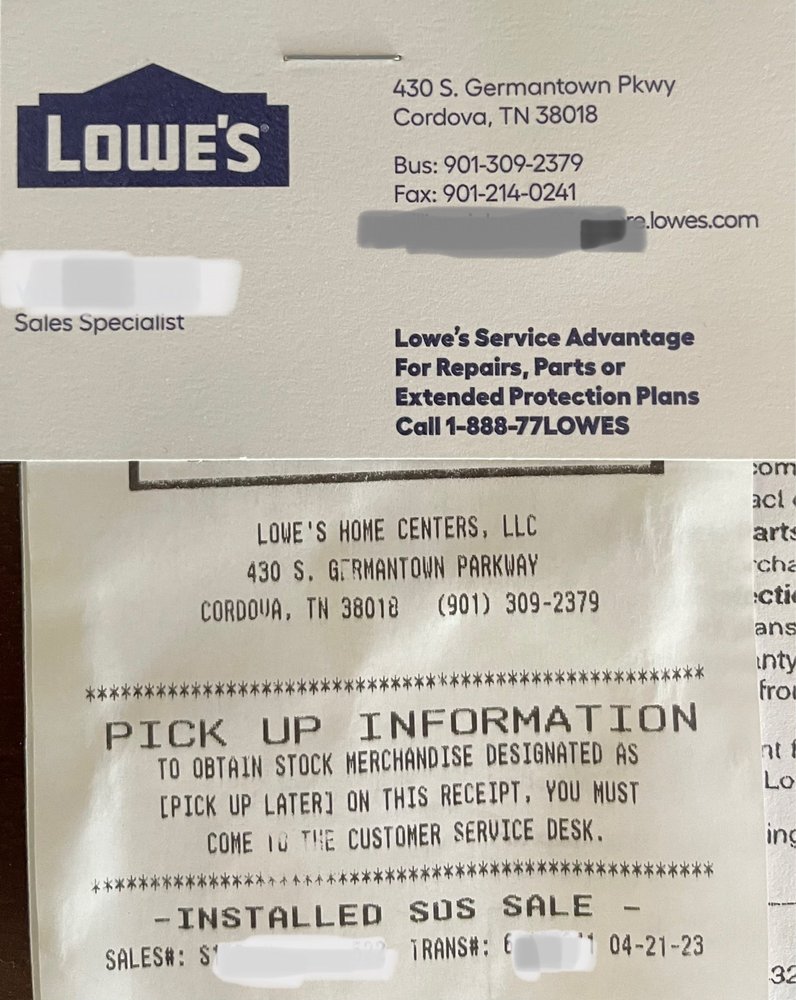 LOWE'S®
430 S. Germantown Pkwy
Cordova, TN 38018
Bus: 901-309-2379
Fax: 901-214-0241
re.lowes.com
Sales Specialist
Lowe's Service Advantage
For Repairs, Parts or
Extended Protection Plans
Call 1-888-77LOWES
LOWE'S HOME CENTERS, LLC
430 S. GERMANTOWN PARKWAY
CORDOVA, TN 38018 (901) 309-2379
PICK UP INFORMATION
TO OBTAIN STOCK MERCHANDISE DESIGNATED AS
[PICK UP LATER] ON THIS RECEIPT, YOU MUST
COME TO THE CUSTOMER SERVICE DESK.
-INSTALLED SOS SALE -
SALES#: TRANS#: 04-21-23